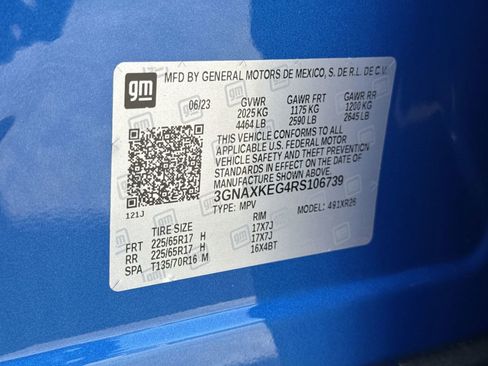 gm
MFD BY GENERAL MOTORS DE MEXICO, S. DE R.L. DE C.V.
06/23 GVWR GAWR FRT GAWR RR
2025 KG 1175 KG 1200 KG
4464 LB 2590 LB 2645 LB
THIS VEHICLE CONFORMS TO ALL
APPLICABLE U.S. FEDERAL MOTOR
VEHICLE SAFETY STANDARDS IN
EFFECT ON THE DATE OF
MANUFACTURE SHOWN ABOVE.
3GNAXKEG4RS106739
TYPE: MPV MODEL: 491XR26
121J
TIRE SIZE RIM
FRT 225/65R17 H 17X7J
RR 225/65R17 H 17X7J
SPA T135/70R16 M 16X4BT